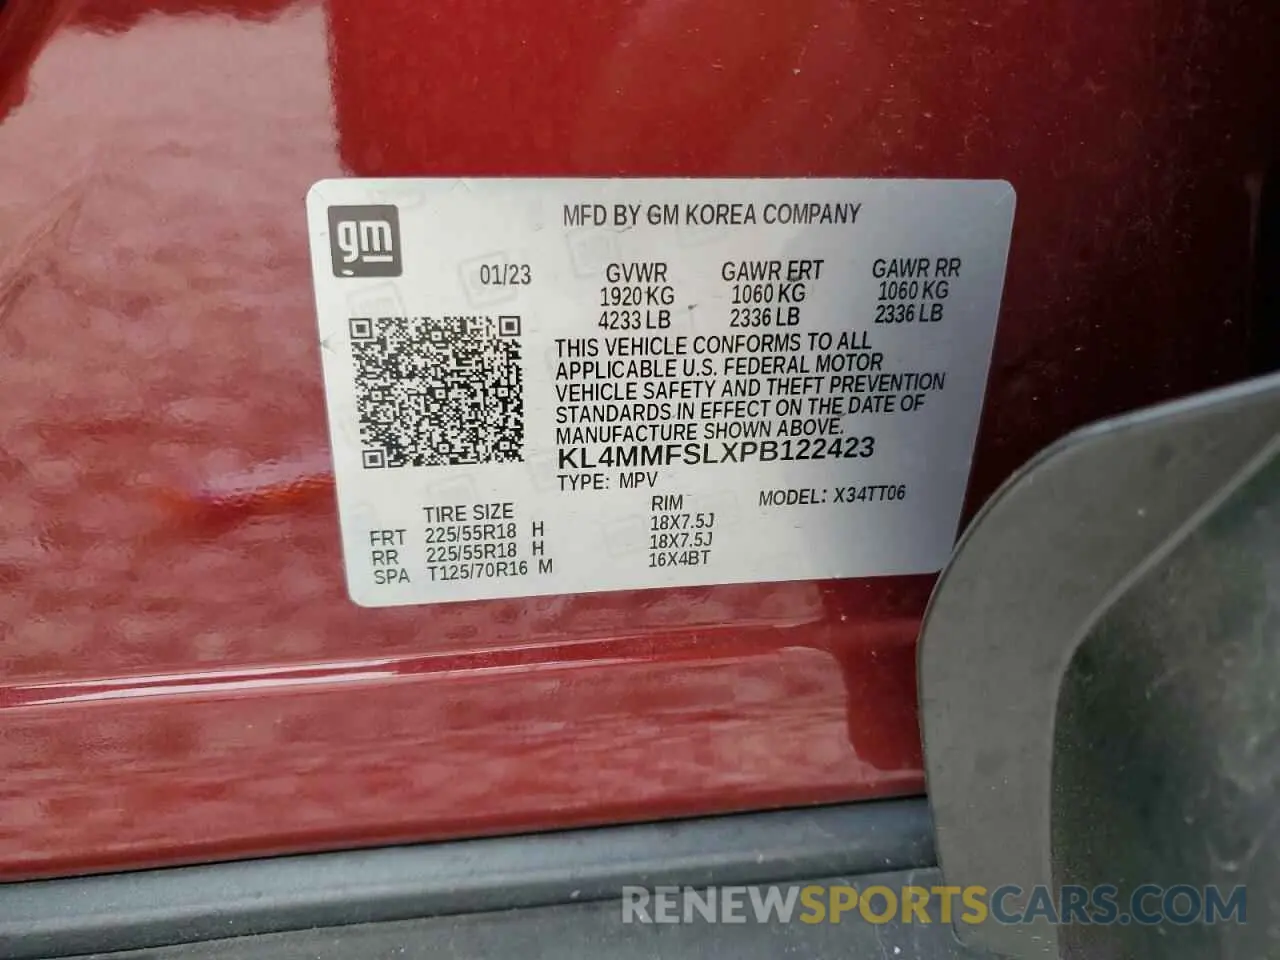 gm
MFD BY GM KOREA COMPANY
01/23
GVWR GAWR FRT GAWR RR
1920 KG 1060 KG 1060 KG
4233 LB 2336 LB 2336 LB
THIS VEHICLE CONFORMS TO ALL
APPLICABLE U.S. FEDERAL MOTOR
VEHICLE SAFETY AND THEFT PREVENTION
STANDARDS IN EFFECT ON THE DATE OF
MANUFACTURE SHOWN ABOVE.
KL4MMFSLXPB122423
TYPE: MPV
MODEL: X34TT06
TIRE SIZE RIM
FRT 225/55R18 H 18X7.5J
RR 225/55R18 H 18X7.5J
SPA T125/70R16 M 16X4BT
RENEWSPORTSCARS.COM